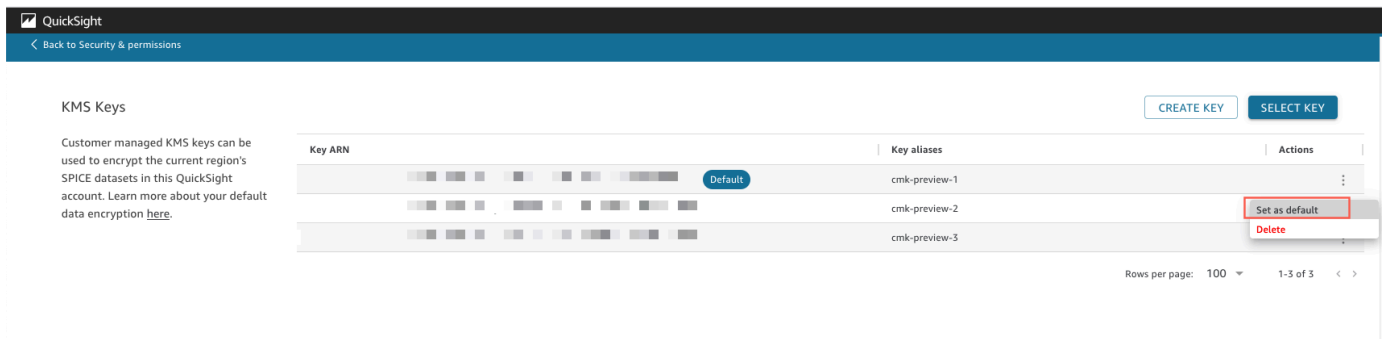 QuickSight
Back to Security & permissions
KMS Keys
CREATE KEY
SELECT KEY
Customer managed KMS keys can be
used to encrypt the current region's
SPICE datasets in this QuickSight
account. Learn more about your default
data encryption here.
Key ARN
Key aliases
Actions
Default
cmk-preview-1
cmk-preview-2
Set as default
Delete
cmk-preview-3
Rows per page: 100
1-3 of 3